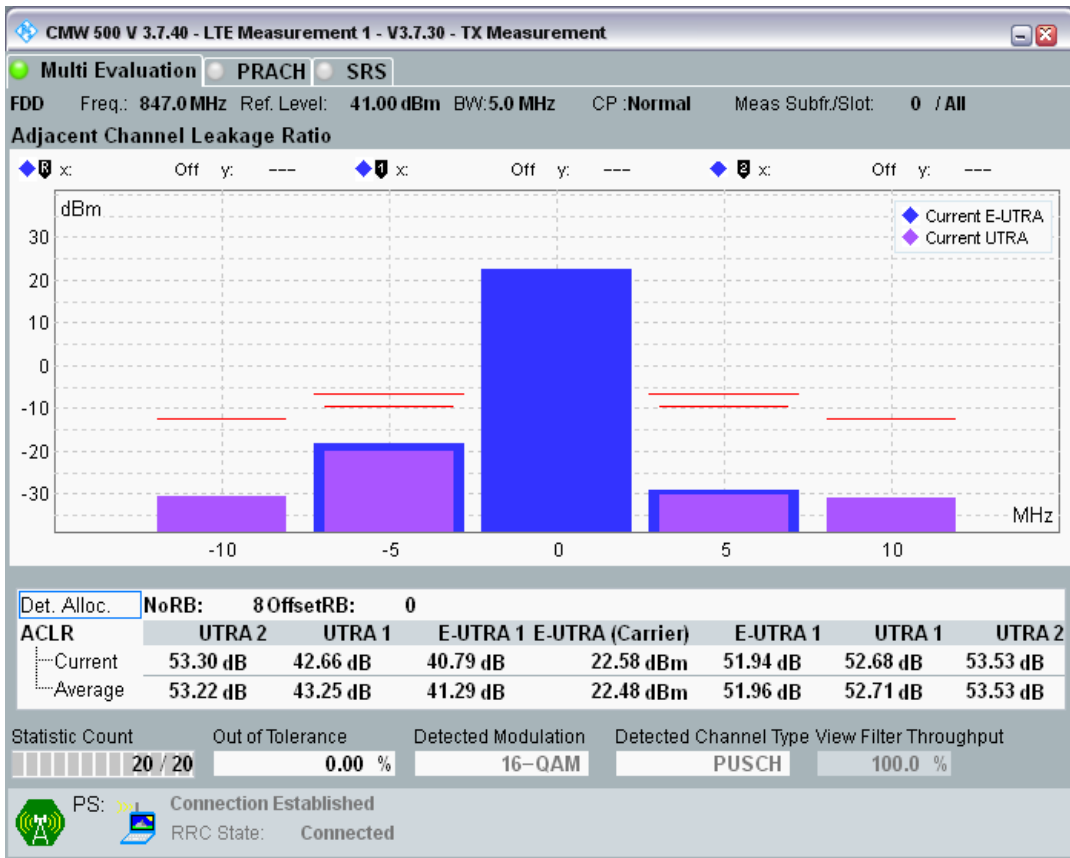 CMW 500 V 3.7.40 - LTE Measurement 1 - V3.7.30 - TX Measurement
Multi Evaluation PRACH SRS
FDD Freq.: 847.0 MHz Ref. Level: 41.00 dBm BW:5.0 MHz CP :Normal Meas Subfr./Slot: 0 / All
Adjacent Channel Leakage Ratio
R x: Off y: --- 1 x: Off y: --- 2 x: Off y: ---
dBm
Current E-UTRA
Current UTRA
30
20
10
0
-10
-20
-30
MHz
-10 -5 0 5 10
Det. Alloc. NoRB: 8 OffsetRB: 0
ACLR UTRA 2 UTRA 1 E-UTRA 1 E-UTRA (Carrier) E-UTRA 1 UTRA 1 UTRA 2
Current 53.30 dB 42.66 dB 40.79 dB 22.58 dBm 51.94 dB 52.68 dB 53.53 dB
Average 53.22 dB 43.25 dB 41.29 dB 22.48 dBm 51.96 dB 52.71 dB 53.53 dB
Statistic Count Out of Tolerance Detected Modulation Detected Channel Type View Filter Throughput
20 / 20 0.00 % 16-QAM PUSCH 100.0 %
PS: Connection Established
RRC State: Connected